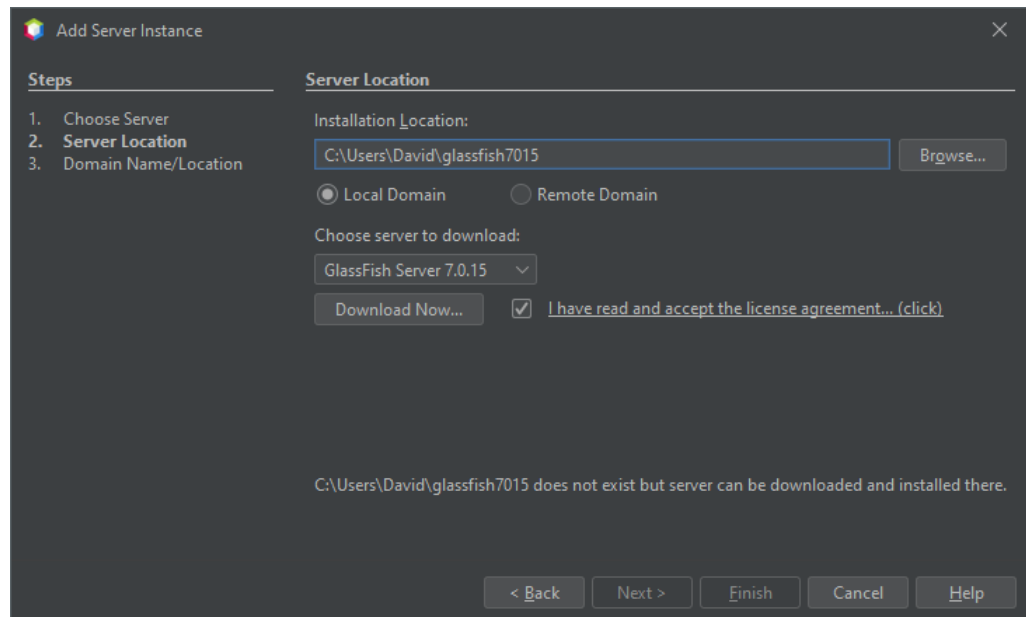 Add Server Instance
Steps
1. Choose Server
2. Server Location
3. Domain Name/Location
Server Location
Installation Location:
C:\Users\David\glassfish7015
Browse...
Local Domain
Remote Domain
Choose server to download:
GlassFish Server 7.0.15
Download Now...
I have read and accept the license agreement... (click)
C:\Users\David\glassfish7015 does not exist but server can be downloaded and installed there.
< Back
Next >
Finish
Cancel
Help